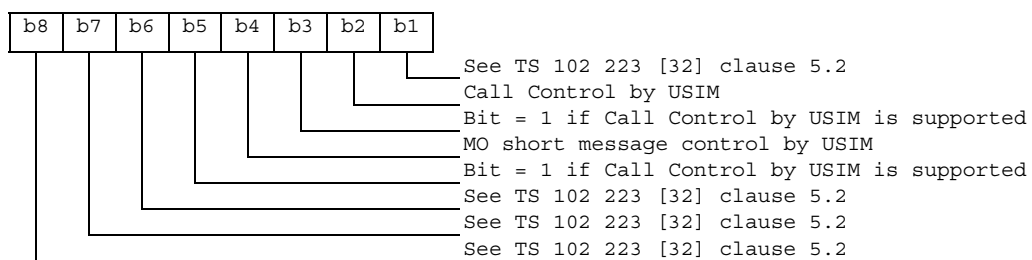 b8 b7 b6 b5 b4 b3 b2 b1
See TS 102 223 [32] clause 5.2
Call Control by USIM
Bit = 1 if Call Control by USIM is supported
MO short message control by USIM
Bit = 1 if Call Control by USIM is supported
See TS 102 223 [32] clause 5.2
See TS 102 223 [32] clause 5.2
See TS 102 223 [32] clause 5.2